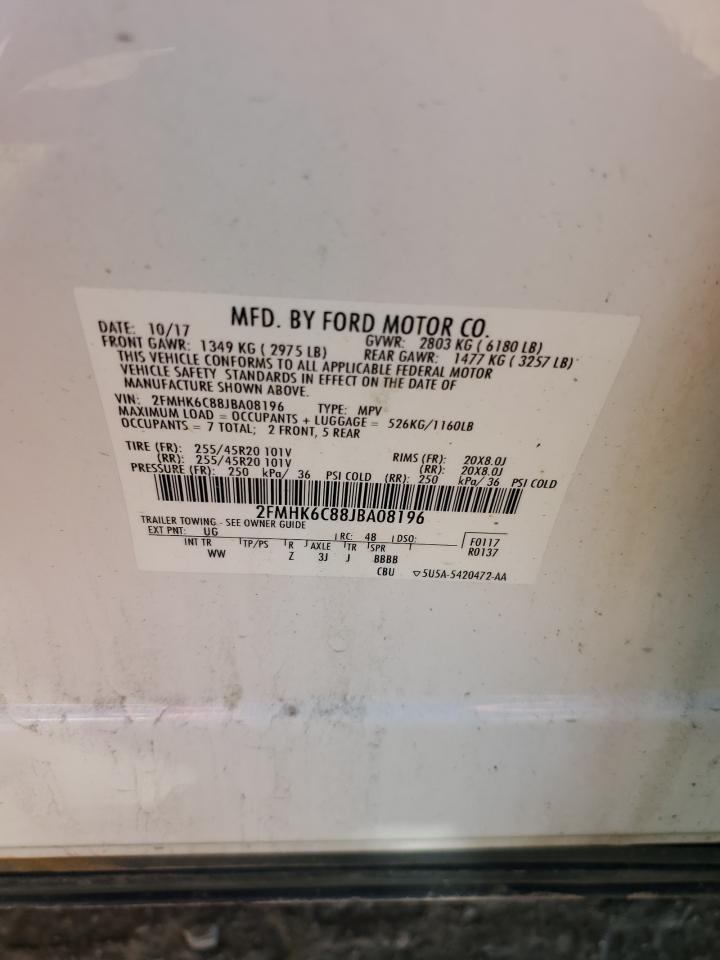 MFD. BY FORD MOTOR CO.
DATE: 10/17 GVWR: 2803 KG ( 6180 LB)
FRONT GAWR: 1349 KG ( 2975 LB) REAR GAWR: 1477 KG ( 3257 LB)
THIS VEHICLE CONFORMS TO ALL APPLICABLE FEDERAL MOTOR
VEHICLE SAFETY STANDARDS IN EFFECT ON THE DATE OF
MANUFACTURE SHOWN ABOVE.
VIN: 2FMHK6C88JBA08196 TYPE: MPV
MAXIMUM LOAD = OCCUPANTS + LUGGAGE = 526KG/1160LB
OCCUPANTS = 7 TOTAL; 2 FRONT, 5 REAR
TIRE (FR): 255/45R20 101V RIMS (FR): 20X8.0J
(RR): 255/45R20 101V (RR): 20X8.0J
PRESSURE (FR): 250 kPa/ 36 PSI COLD (RR): 250 kPa/ 36 PSI COLD
2FMHK6C88JBA08196
TRAILER TOWING - SEE OWNER GUIDE
EXT PNT: UG RC: 48 DSO: F0117
INT TR TP/PS R AXLE TR SPR R0137
WW Z 3J J BBBB
CBU ▽5U5A-5420472-AA